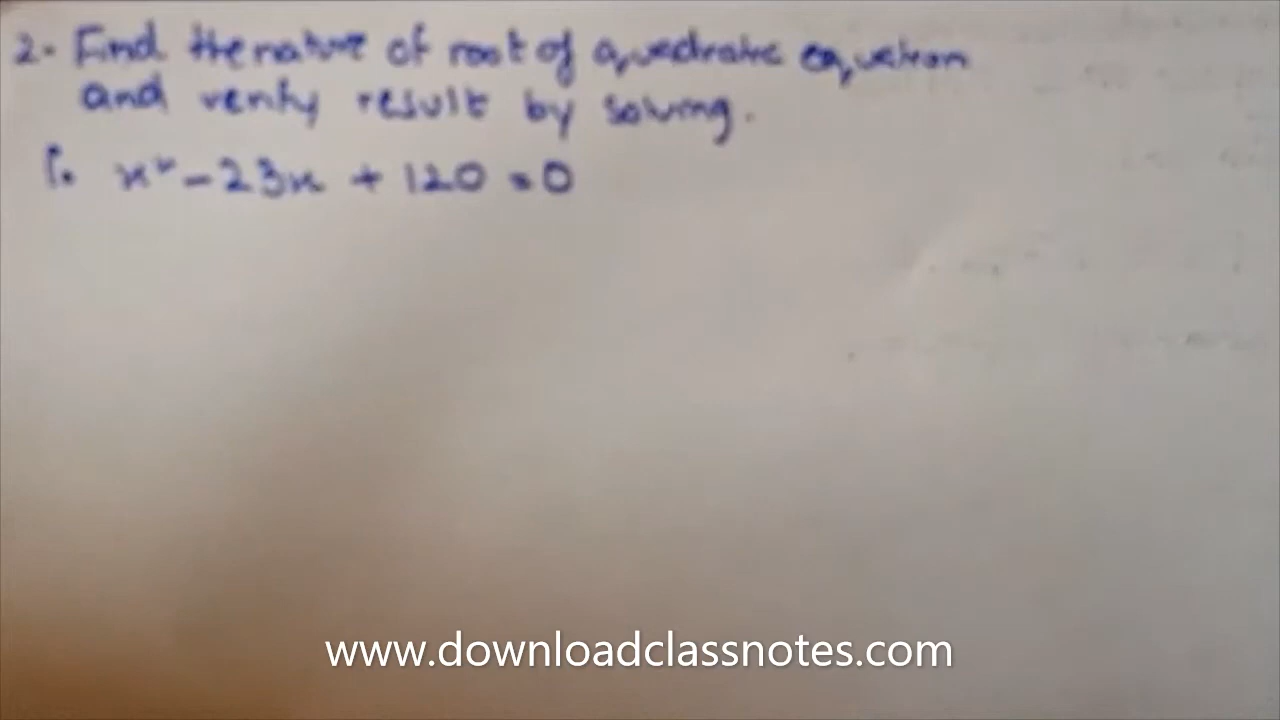 2. Find the nature of root of quadratic equation
and verify result by solving.
i. x² - 23x + 120 = 0
www.downloadclassnotes.com